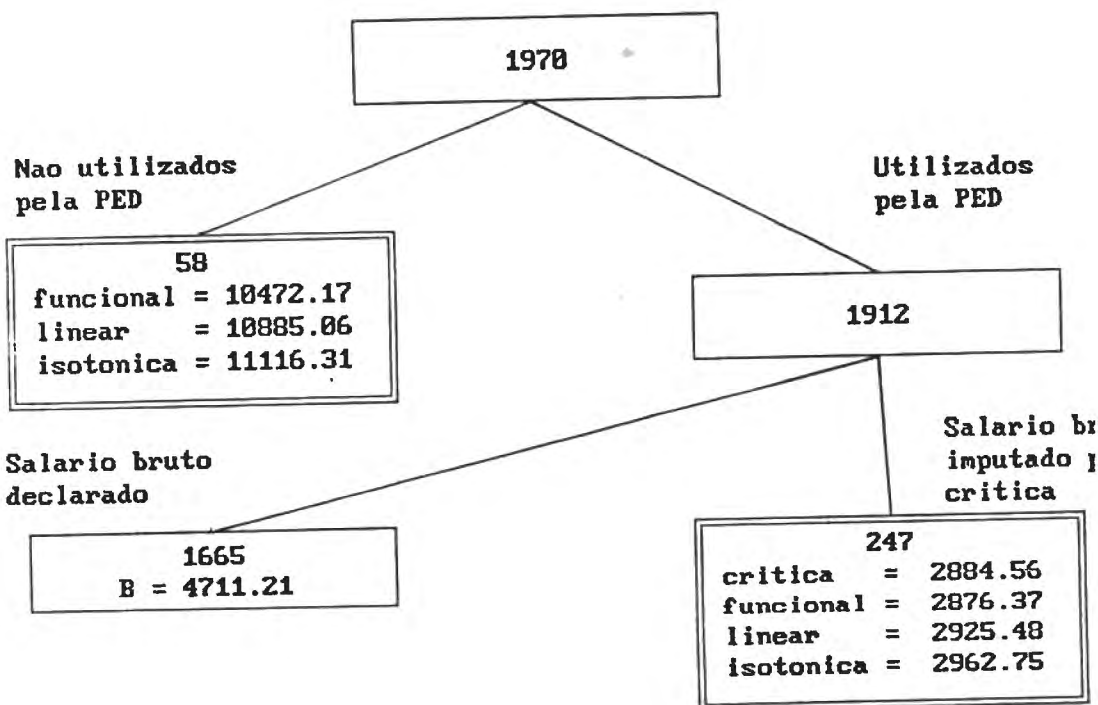 1970
Nao utilizados
pela PED
Utilizados
pela PED
58
funcional = 10472.17
linear = 10885.06
isotonica = 11116.31
1912
Salario bruto
declarado
Salario
imputado
critica
1665
B = 4711.21
247
critica = 2884.56
funcional = 2876.37
linear = 2925.48
isotonica = 2962.75